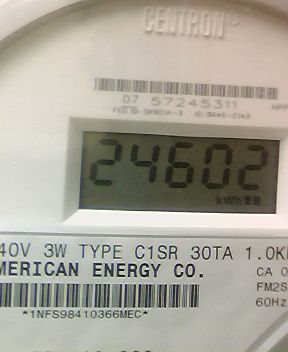 CENTRON®
07 57245311
24602
kWh
40V 3W TYPE C1SR 30TA 1.0K
MERICAN ENERGY CO.
CA 0
FM2S
60Hz
*1NFS98410366MEC*